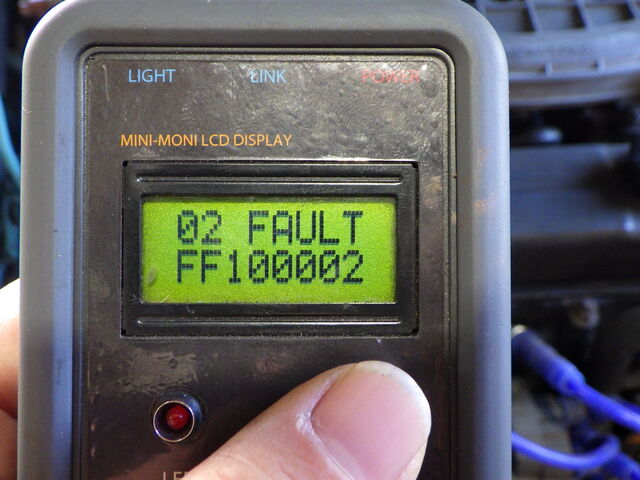 LIGHT LINK POWER
MINI-MONI LCD DISPLAY
02 FAULT
FF100002